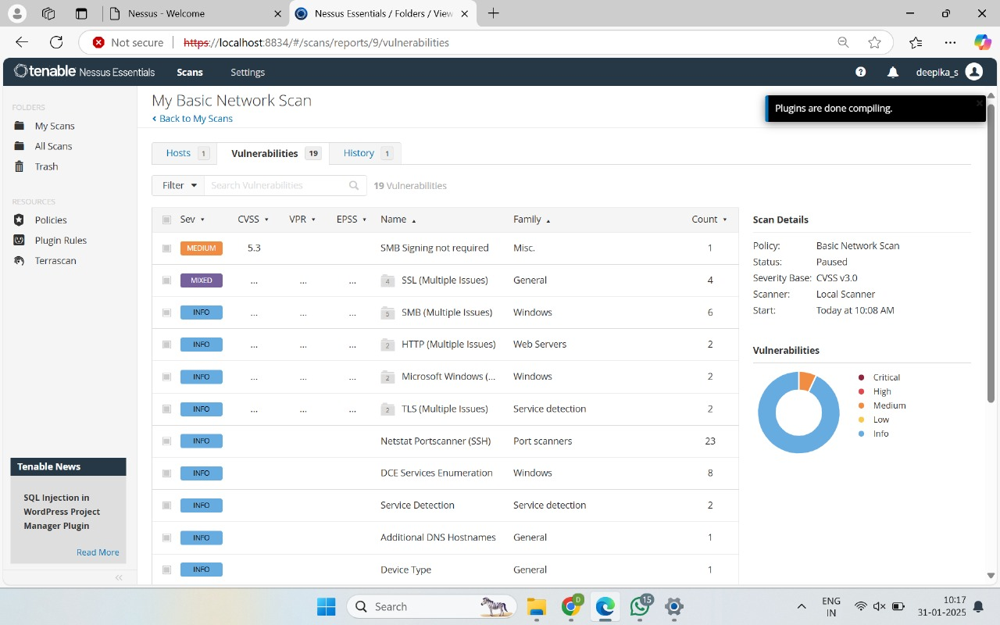 Nessus - Welcome
Nessus Essentials / Folders / View
Not secure
https://localhost:8834/#/scans/reports/9/vulnerabilities
tenable Nessus Essentials
Scans
Settings
deepika_s
FOLDERS
My Scans
All Scans
Trash
RESOURCES
Policies
Plugin Rules
Terrascan
Tenable News
SQL Injection in
WordPress Project
Manager Plugin
Read More
My Basic Network Scan
Back to My Scans
Plugins are done compiling.
Hosts 1
Vulnerabilities 19
History 1
Filter
Search Vulnerabilities
19 Vulnerabilities
Sev CVSS VPR EPSS Name Family Count
MEDIUM 5.3 SMB Signing not required Misc. 1
MIXED ... ... ... 4 SSL (Multiple Issues) General 4
INFO ... ... ... 5 SMB (Multiple Issues) Windows 6
INFO ... ... ... 2 HTTP (Multiple Issues) Web Servers 2
INFO ... ... ... 2 Microsoft Windows (... Windows 2
INFO ... ... ... 2 TLS (Multiple Issues) Service detection 2
INFO Netstat Portscanner (SSH) Port scanners 23
INFO DCE Services Enumeration Windows 8
INFO Service Detection Service detection 2
INFO Additional DNS Hostnames General 1
INFO Device Type General 1
Scan Details
Policy: Basic Network Scan
Status: Paused
Severity Base: CVSS v3.0
Scanner: Local Scanner
Start: Today at 10:08 AM
Vulnerabilities
Critical
High
Medium
Low
Info
Search
0
15
ENG
IN
10:17
31-01-2025